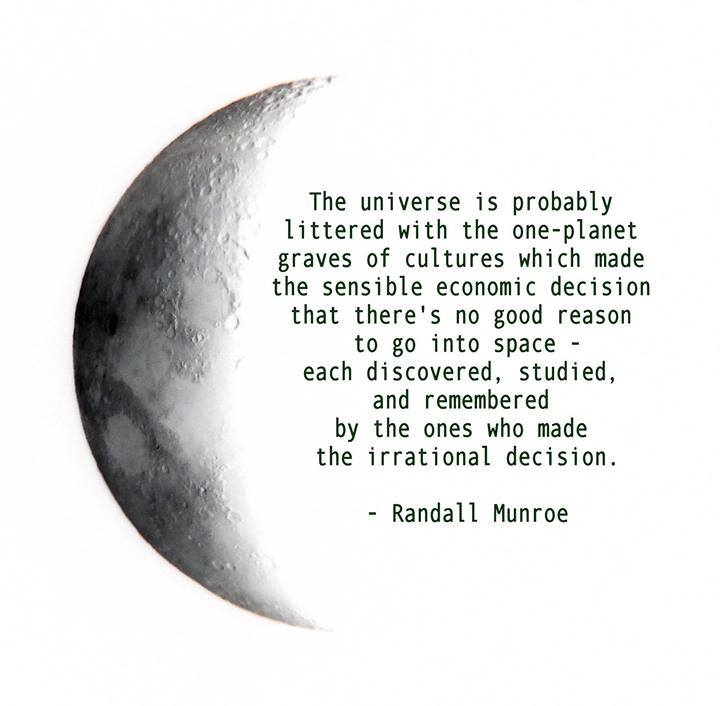 The universe is probably
littered with the one-planet
graves of cultures which made
the sensible economic decision
that there's no good reason
to go into space -
each discovered, studied,
and remembered
by the ones who made
the irrational decision.
- Randall Munroe